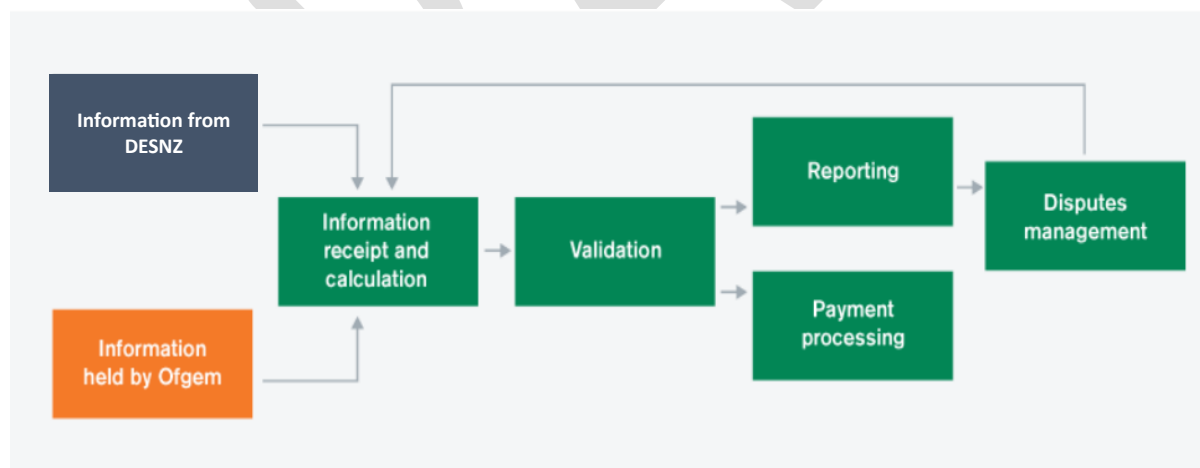 Information from
DESNZ
Information
receipt and
calculation
Validation
Reporting
Disputes
management
Payment
processing
Information
held by Ofgem